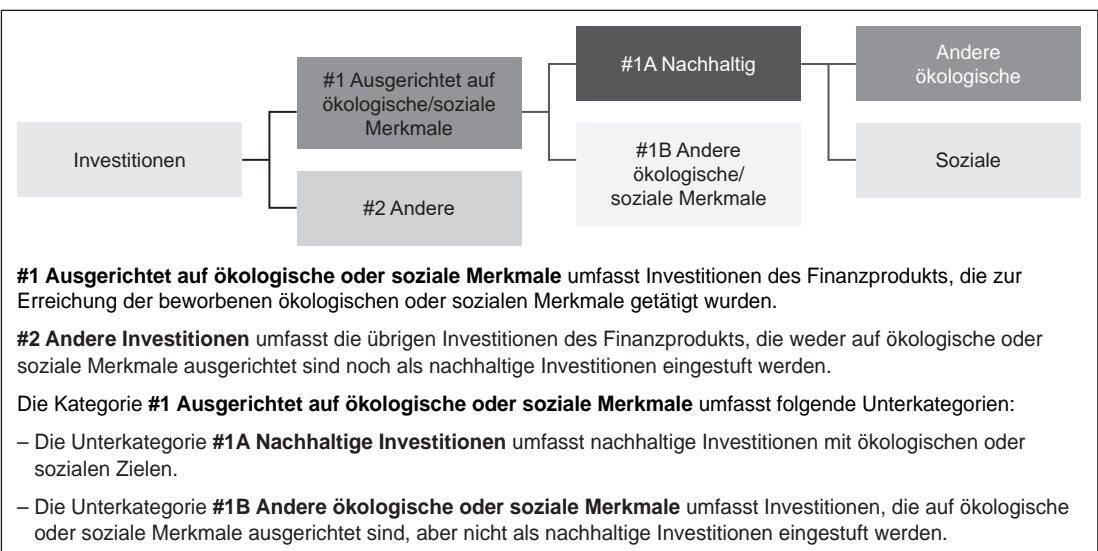 Investitionen
#1 Ausgerichtet auf
ökologische/soziale
Merkmale
#2 Andere
#1A Nachhaltig
#1B Andere
ökologische/
soziale Merkmale
Andere
ökologische
Soziale
#1 Ausgerichtet auf ökologische oder soziale Merkmale umfasst Investitionen des Finanzprodukts, die zur
Erreichung der beworbenen ökologischen oder sozialen Merkmale getätigt wurden.
#2 Andere Investitionen umfasst die übrigen Investitionen des Finanzprodukts, die weder auf ökologische oder
soziale Merkmale ausgerichtet sind noch als nachhaltige Investitionen eingestuft werden.
Die Kategorie #1 Ausgerichtet auf ökologische oder soziale Merkmale umfasst folgende Unterkategorien:
– Die Unterkategorie #1A Nachhaltige Investitionen umfasst nachhaltige Investitionen mit ökologischen oder
sozialen Zielen.
– Die Unterkategorie #1B Andere ökologische oder soziale Merkmale umfasst Investitionen, die auf ökologische
oder soziale Merkmale ausgerichtet sind, aber nicht als nachhaltige Investitionen eingestuft werden.